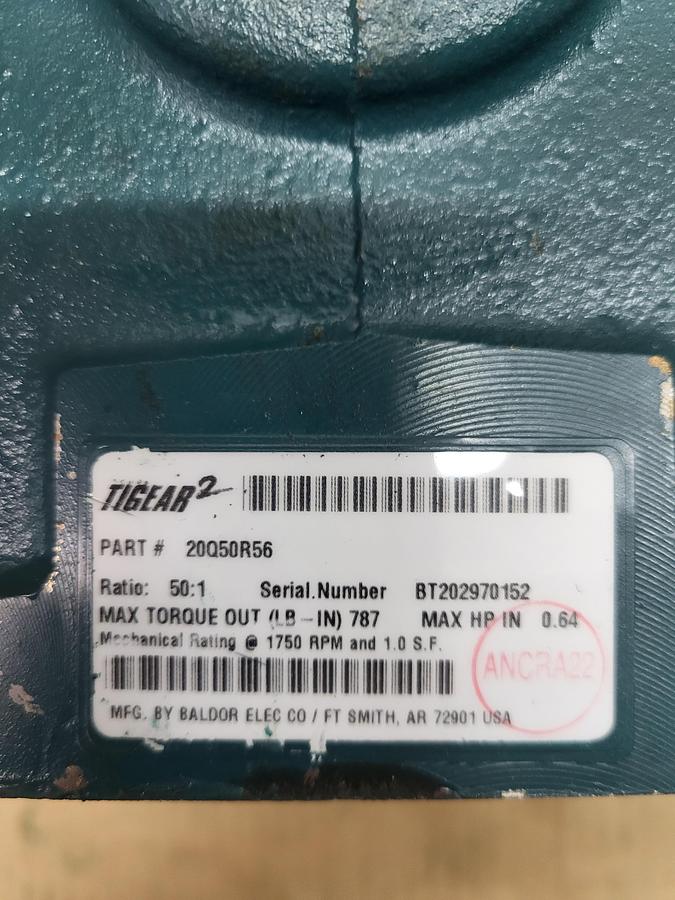 TIGEAR2
PART # 20Q50R56
Ratio: 50:1 Serial.Number BT202970152
MAX TORQUE OUT (LB-IN) 787 MAX HP IN 0.64
Mechanical Rating @ 1750 RPM and 1.0 S.F.
ANCRA22
MFG. BY BALDOR ELEC CO / FT SMITH, AR 72901 USA